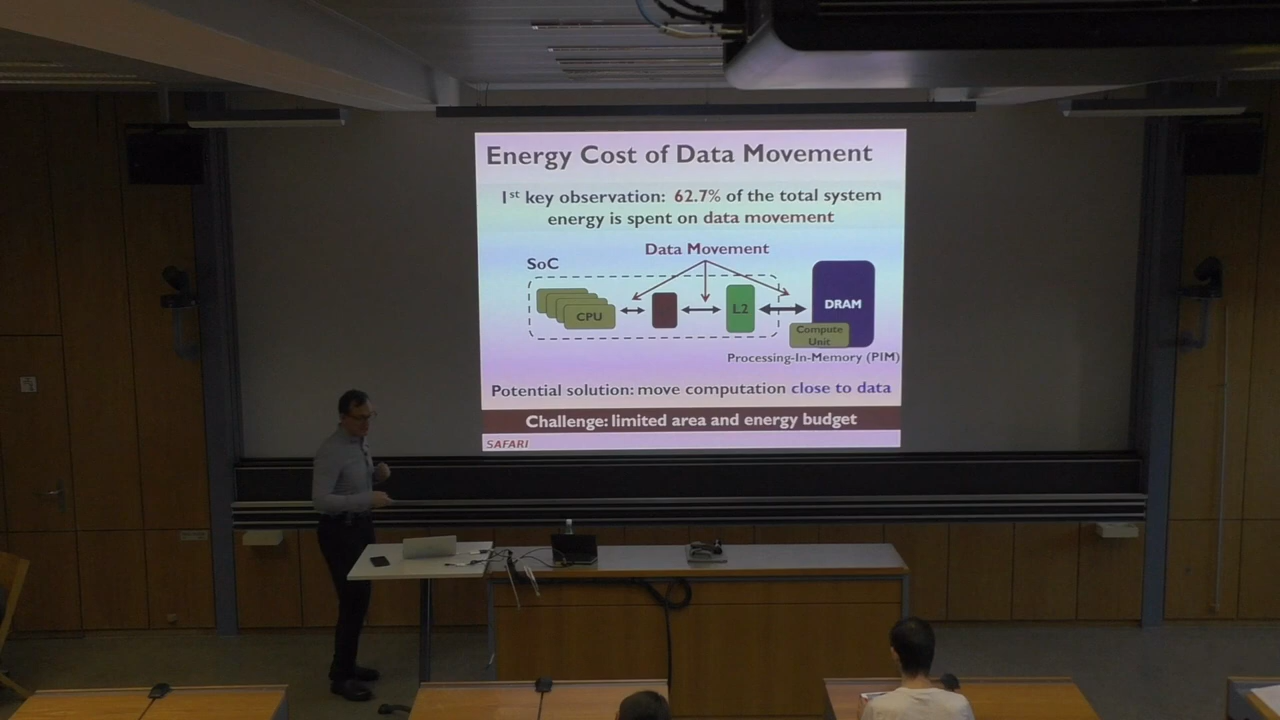 Energy Cost of Data Movement
1st key observation: 62.7% of the total system
energy is spent on data movement
Data Movement
SoC
CPU
L2
DRAM
Compute
Unit
Processing-In-Memory (PIM)
Potential solution: move computation close to data
Challenge: limited area and energy budget
SAFARI